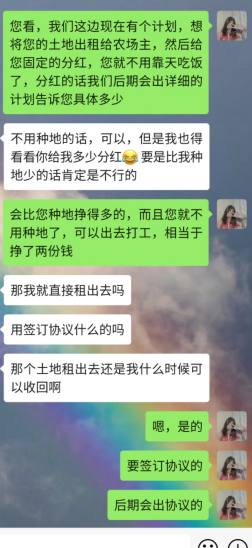 您看，我们这边现在有个计划，想
将您的土地出租给农场主，然后给
您固定的分红，您就不用靠天吃饭
了，分红的话我们后期会出详细的
计划告诉您具体多少
不用种地的话，可以，但是我也得
看看你给我多少分红😂 要是比我种
地少的话肯定是不行的
会比您种地挣得多的，而且您就不
用种地了，可以出去打工，相当于
挣了两份钱
那我就直接租出去吗
用签订协议什么的吗
那个土地租出去还是我什么时候可
以收回啊
嗯，是的
要签订协议的
后期会出协议的